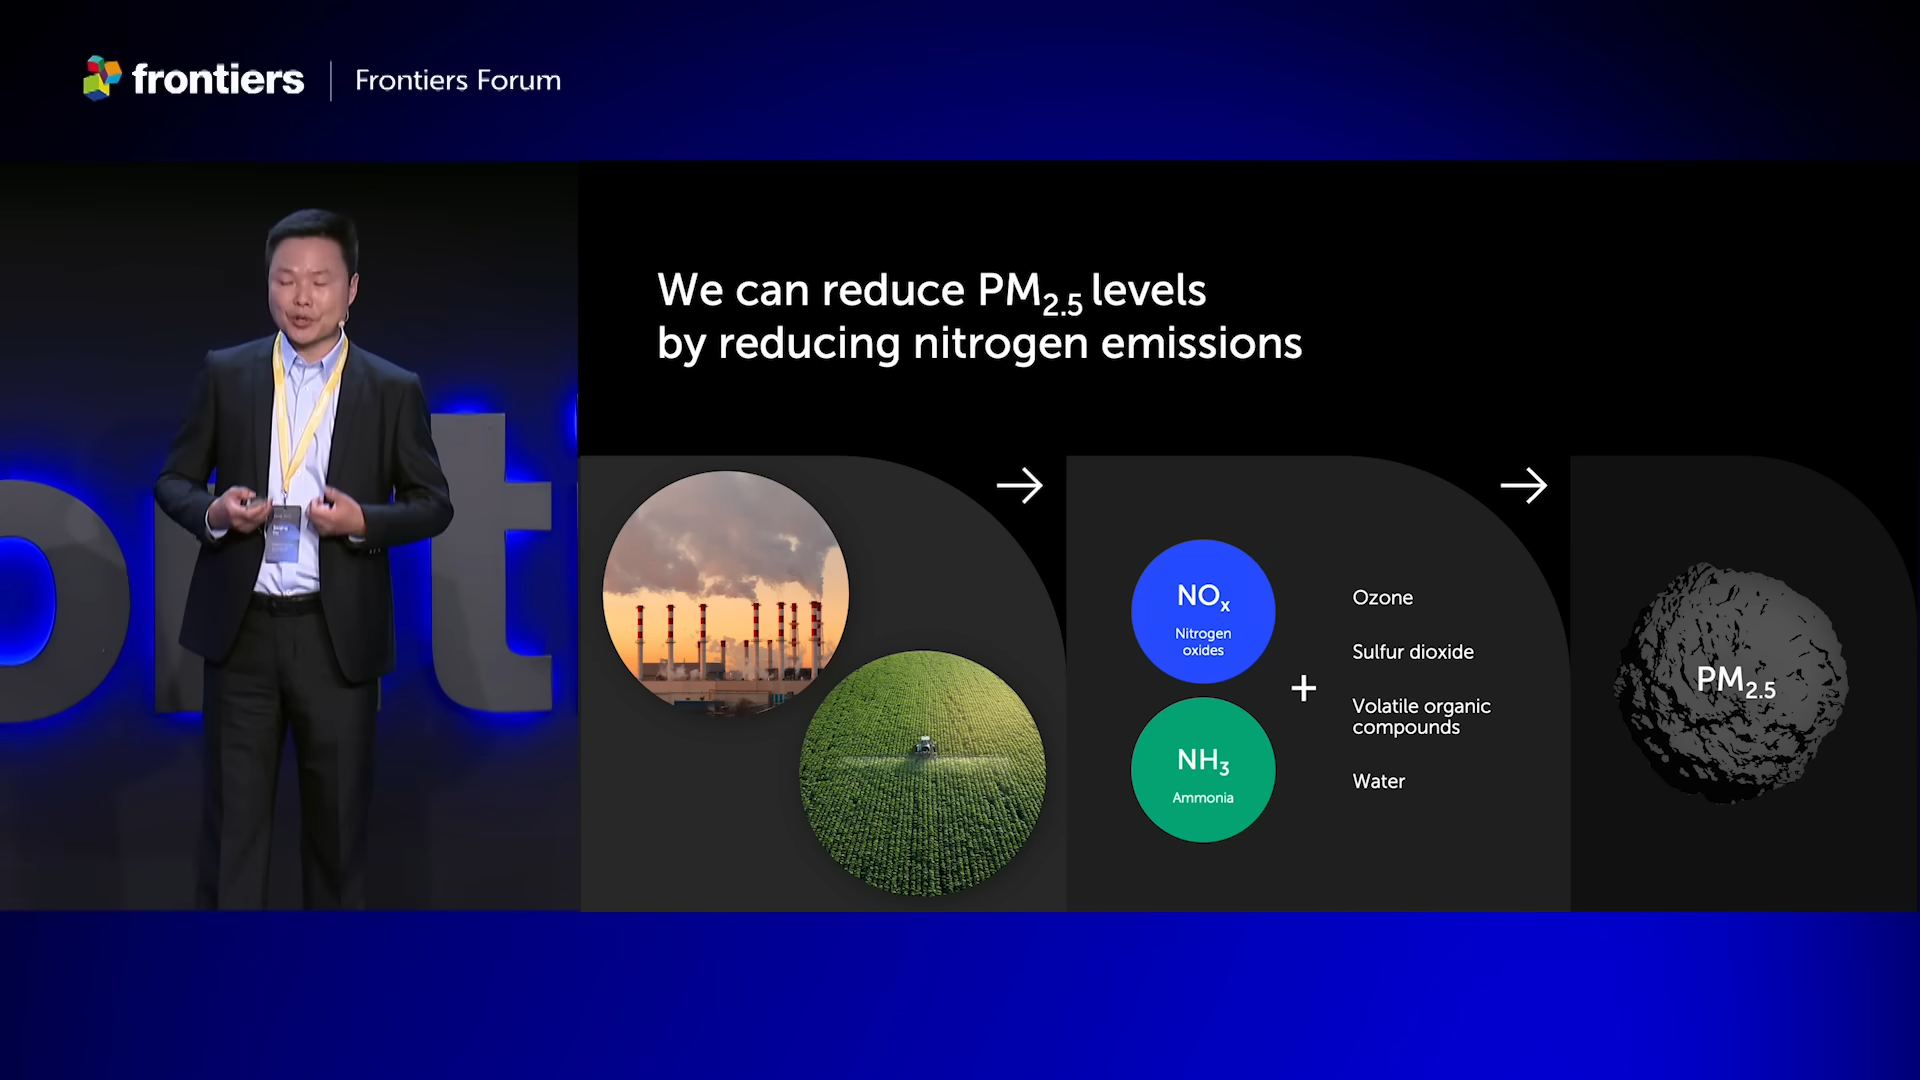 frontiers
Frontiers Forum
We can reduce PM2.5 levels
by reducing nitrogen emissions
NOx
Nitrogen
oxides
NH3
Ammonia
+
Ozone
Sulfur dioxide
Volatile organic
compounds
Water
PM2.5